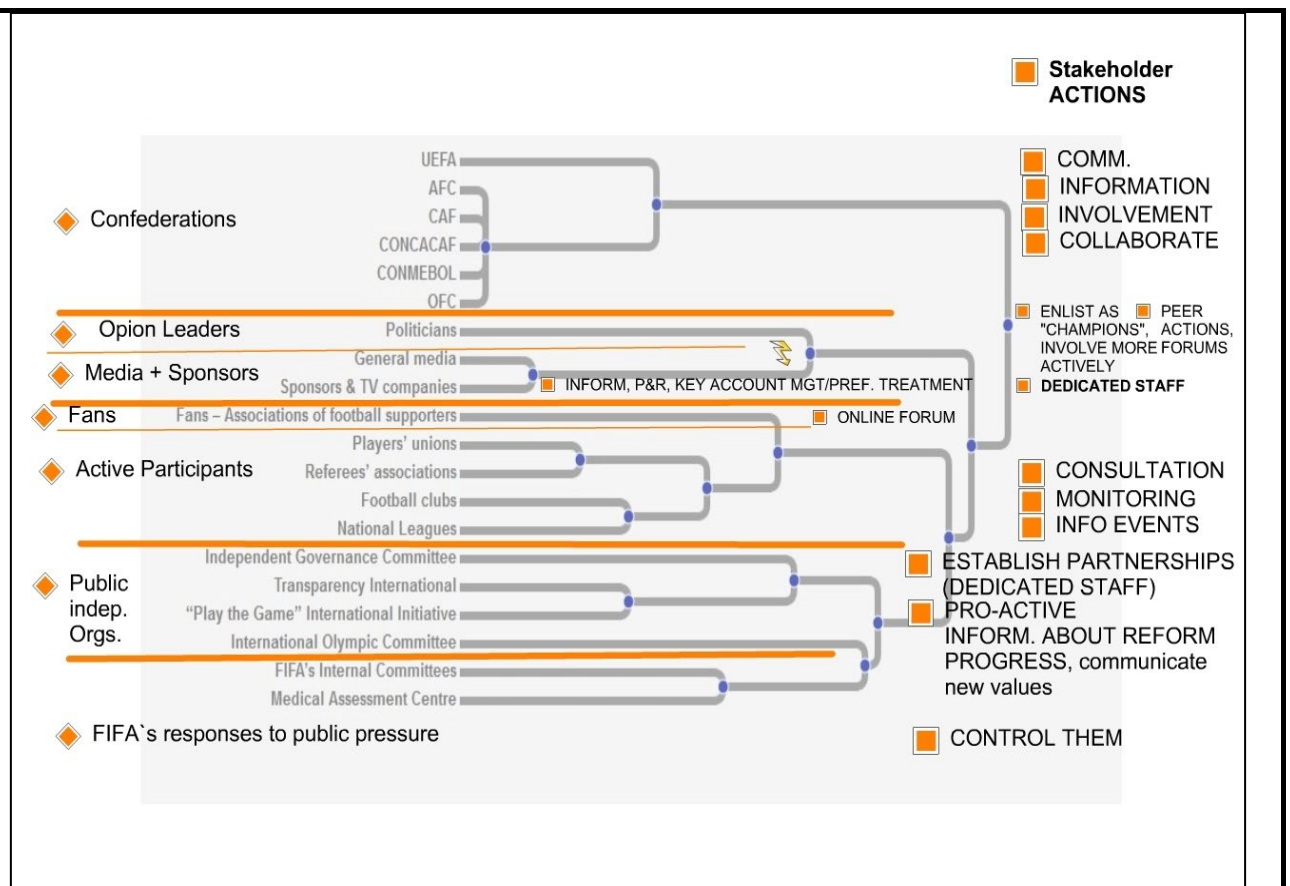 Stakeholder
ACTIONS
UEFA
AFC
CAF
CONCACAF
CONMEBOL
OFC
Confederations
COMM.
INFORMATION
INVOLVEMENT
COLLABORATE
Opion Leaders
Politicians
ENLIST AS
"CHAMPIONS",
INVOLVE MORE
ACTIVELY
PEER
ACTIONS,
FORUMS
DEDICATED STAFF
Media + Sponsors
General media
Sponsors & TV companies
INFORM, P&R, KEY ACCOUNT MGT/PREF. TREATMENT
Fans
Fans – Associations of football supporters
ONLINE FORUM
Active Participants
Players' unions
Referees' associations
Football clubs
National Leagues
CONSULTATION
MONITORING
INFO EVENTS
Public
indep.
Orgs.
Independent Governance Committee
Transparency International
“Play the Game” International Initiative
International Olympic Committee
FIFA's Internal Committees
Medical Assessment Centre
ESTABLISH PARTNERSHIPS
(DEDICATED STAFF)
PRO-ACTIVE
INFORM. ABOUT REFORM
PROGRESS, communicate
new values
FIFA`s responses to public pressure
CONTROL THEM